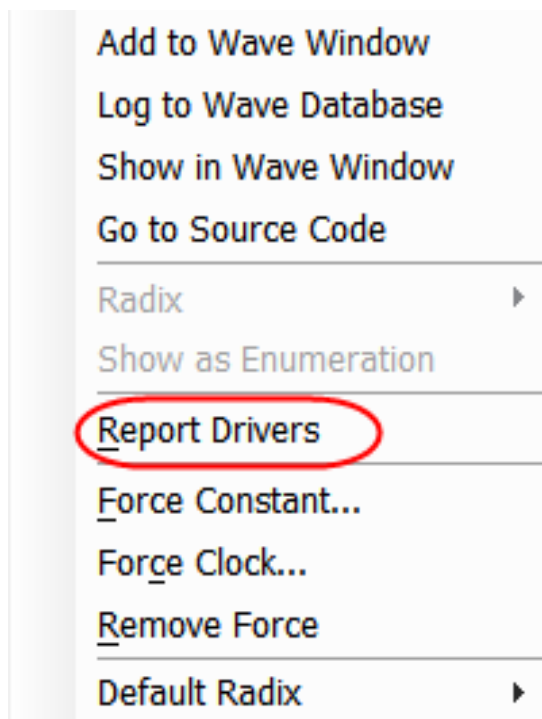 Add to Wave Window
Log to Wave Database
Show in Wave Window
Go to Source Code
Radix
Show as Enumeration
Report Drivers
Force Constant...
Force Clock...
Remove Force
Default Radix